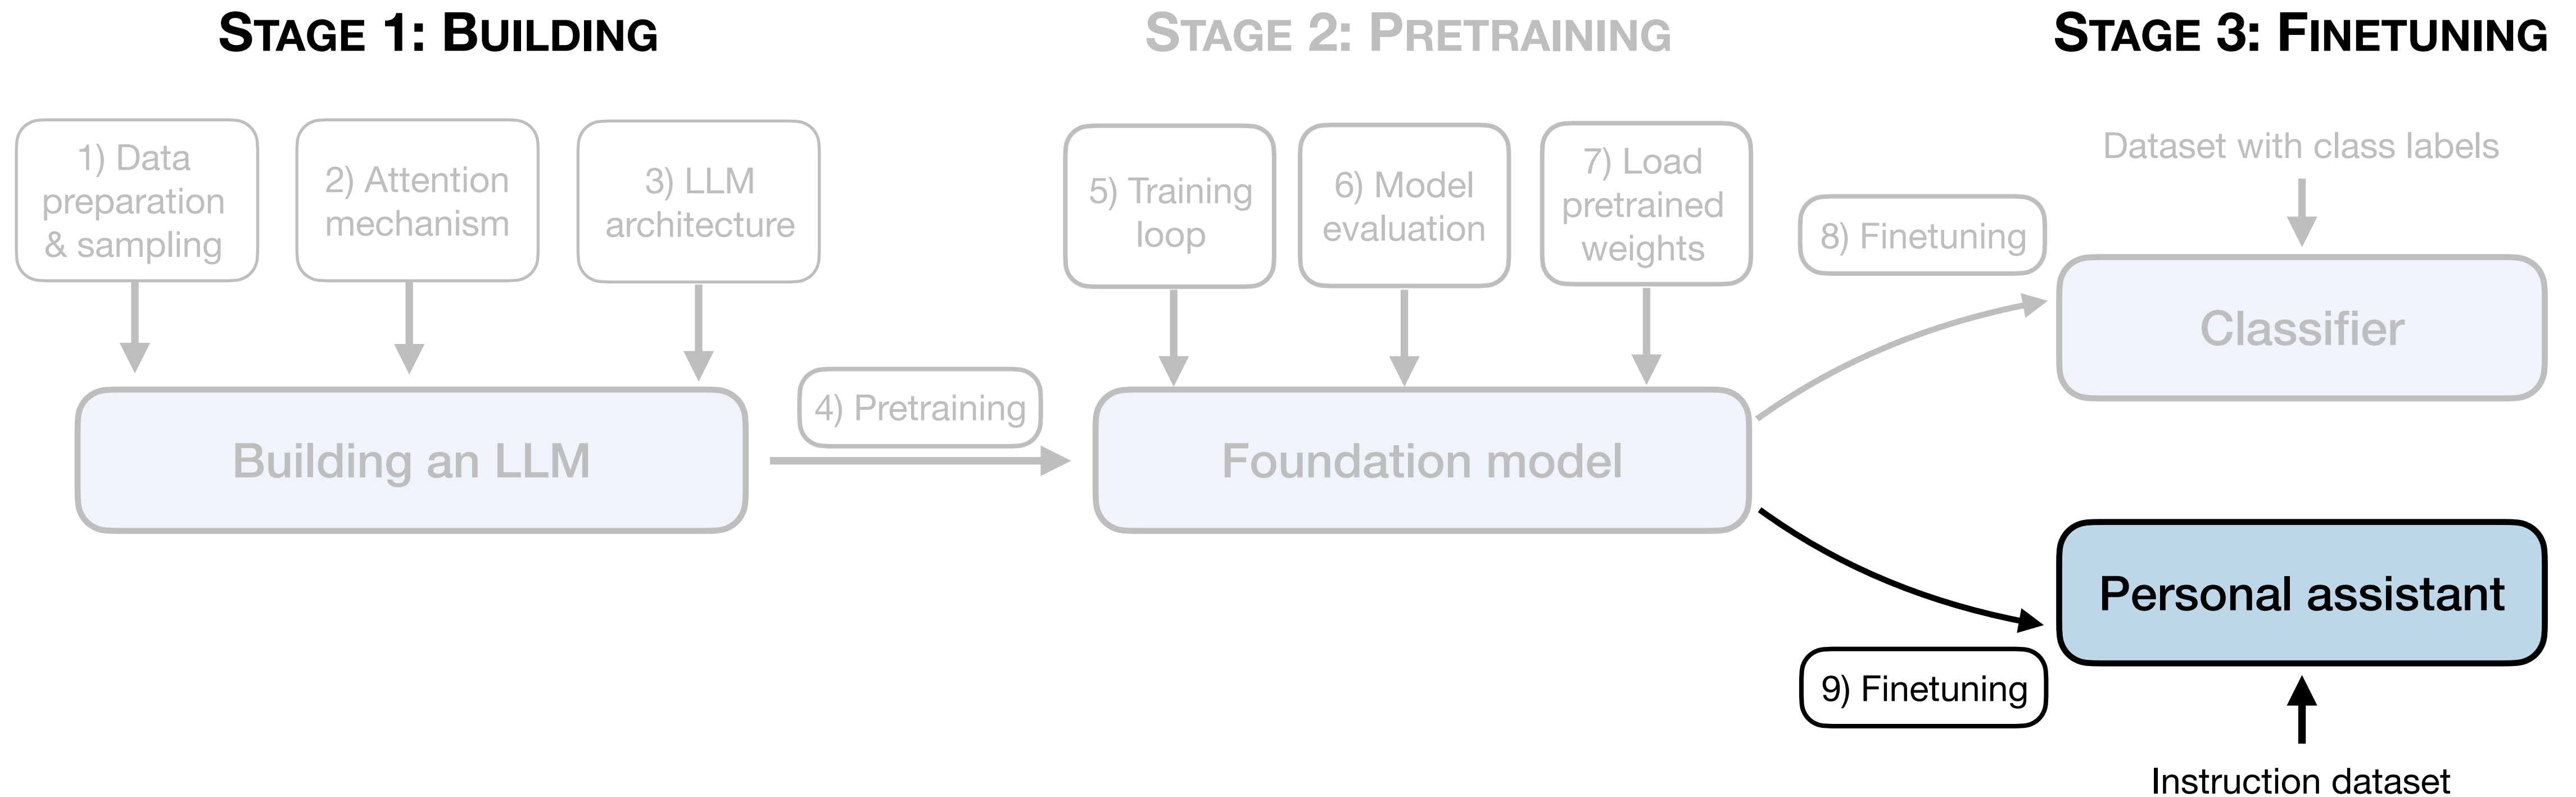 STAGE 1: BUILDING
1) Data
preparation
& sampling
2) Attention
mechanism
3) LLM
architecture
Building an LLM
4) Pretraining
STAGE 2: PRETRAINING
5) Training
loop
6) Model
evaluation
7) Load
pretrained
weights
Foundation model
STAGE 3: FINETUNING
8) Finetuning
Dataset with class labels
Classifier
9) Finetuning
Personal assistant
Instruction dataset